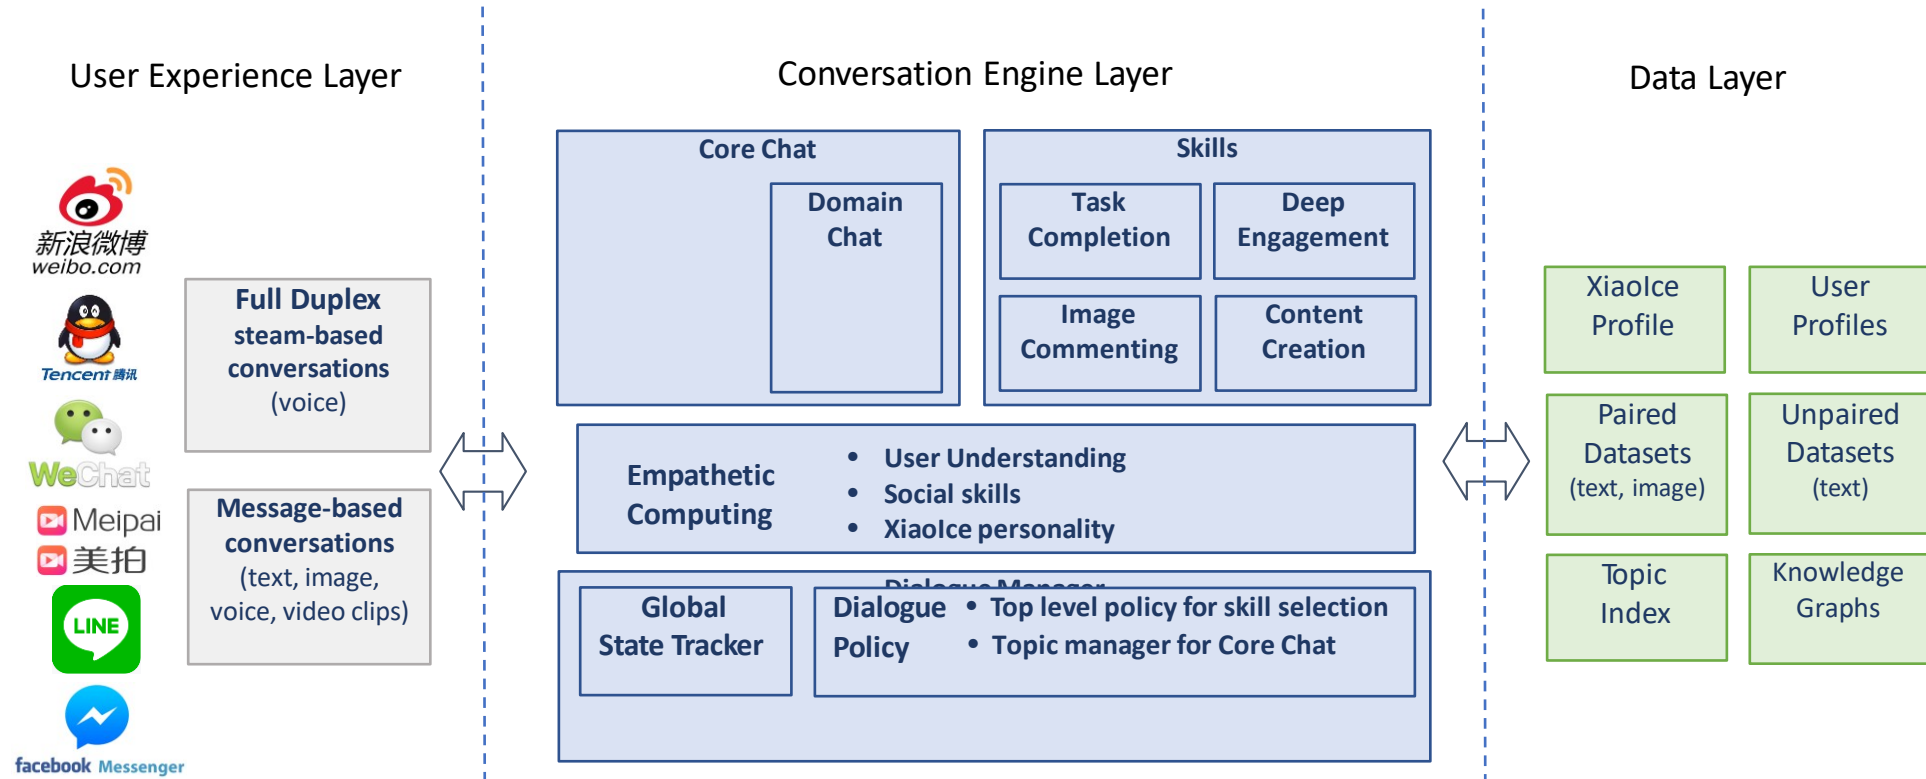 User Experience Layer
Conversation Engine Layer
Data Layer
新浪微博
weibo.com
Tencent 腾讯
WeChat
Meipai
美拍
LINE
facebook Messenger
Full Duplex
steam-based
conversations
(voice)
Message-based
conversations
(text, image,
voice, video clips)
Core Chat
Domain
Chat
Skills
Task
Completion
Deep
Engagement
Image
Commenting
Content
Creation
Empathetic
Computing
• User Understanding
• Social skills
• XiaoIce personality
Dialogue Manager
Global
State Tracker
Dialogue
Policy
• Top level policy for skill selection
• Topic manager for Core Chat
XiaoIce
Profile
User
Profiles
Paired
Datasets
(text, image)
Unpaired
Datasets
(text)
Topic
Index
Knowledge
Graphs